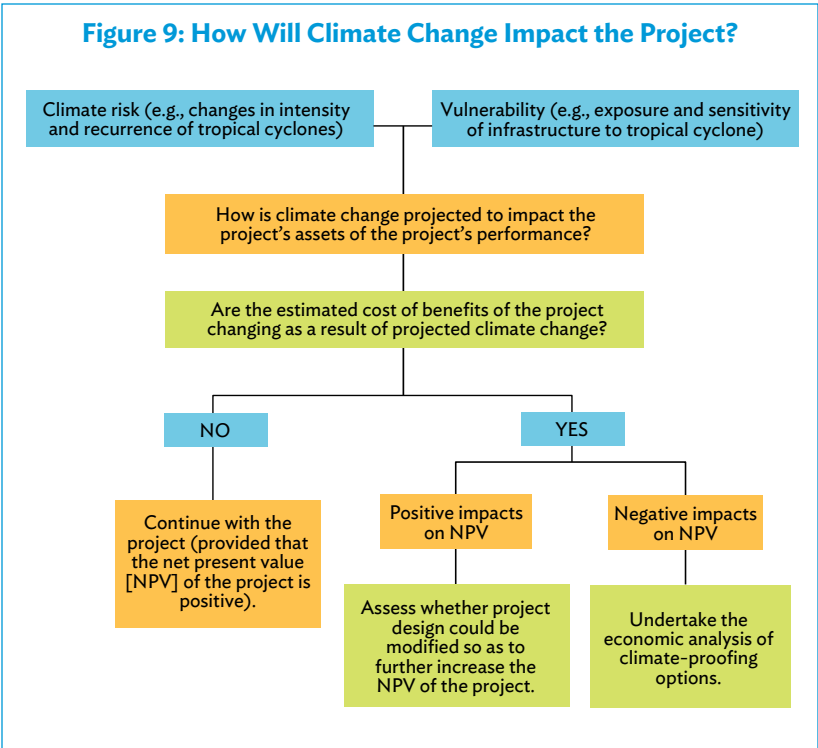 Figure 9: How Will Climate Change Impact the Project?
Climate risk (e.g., changes in intensity
and recurrence of tropical cyclones)
Vulnerability (e.g., exposure and sensitivity
of infrastructure to tropical cyclone)
How is climate change projected to impact the
project’s assets of the project’s performance?
Are the estimated cost of benefits of the project
changing as a result of projected climate change?
NO
YES
Continue with the
project (provided that
the net present value
[NPV] of the project is
positive).
Positive impacts
on NPV
Negative impacts
on NPV
Assess whether project
design could be
modified so as to
further increase the
NPV of the project.
Undertake the
economic analysis of
climate-proofing
options.